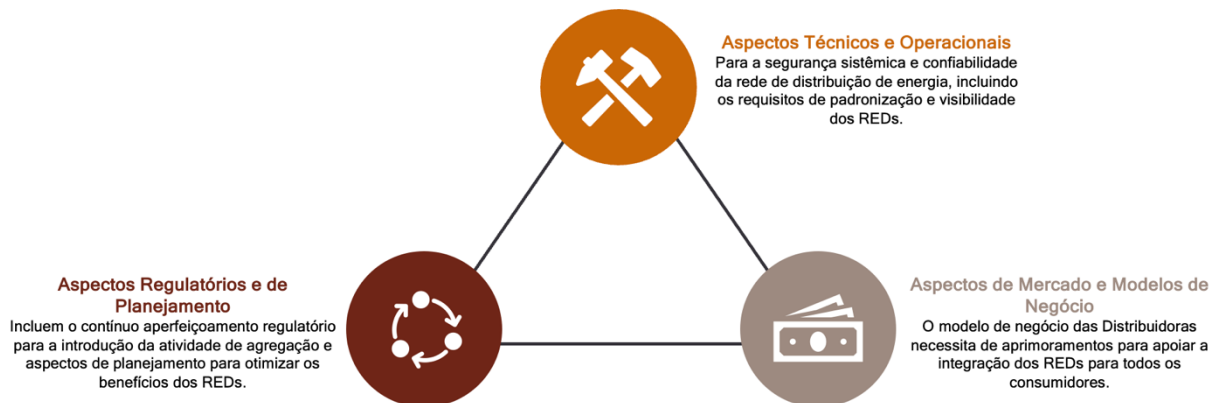 Aspectos Técnicos e Operacionais
Para a segurança sistêmica e confiabilidade
da rede de distribuição de energia, incluindo
os requisitos de padronização e visibilidade
dos REDs.
Aspectos Regulatórios e de
Planejamento
Incluem o contínuo aperfeiçoamento regulatório
para a introdução da atividade de agregação e
aspectos de planejamento para otimizar os
benefícios dos REDs.
Aspectos de Mercado e Modelos de
Negócio
O modelo de negócio das Distribuidoras
necessita de aprimoramentos para apoiar a
integração dos REDs para todos os
consumidores.